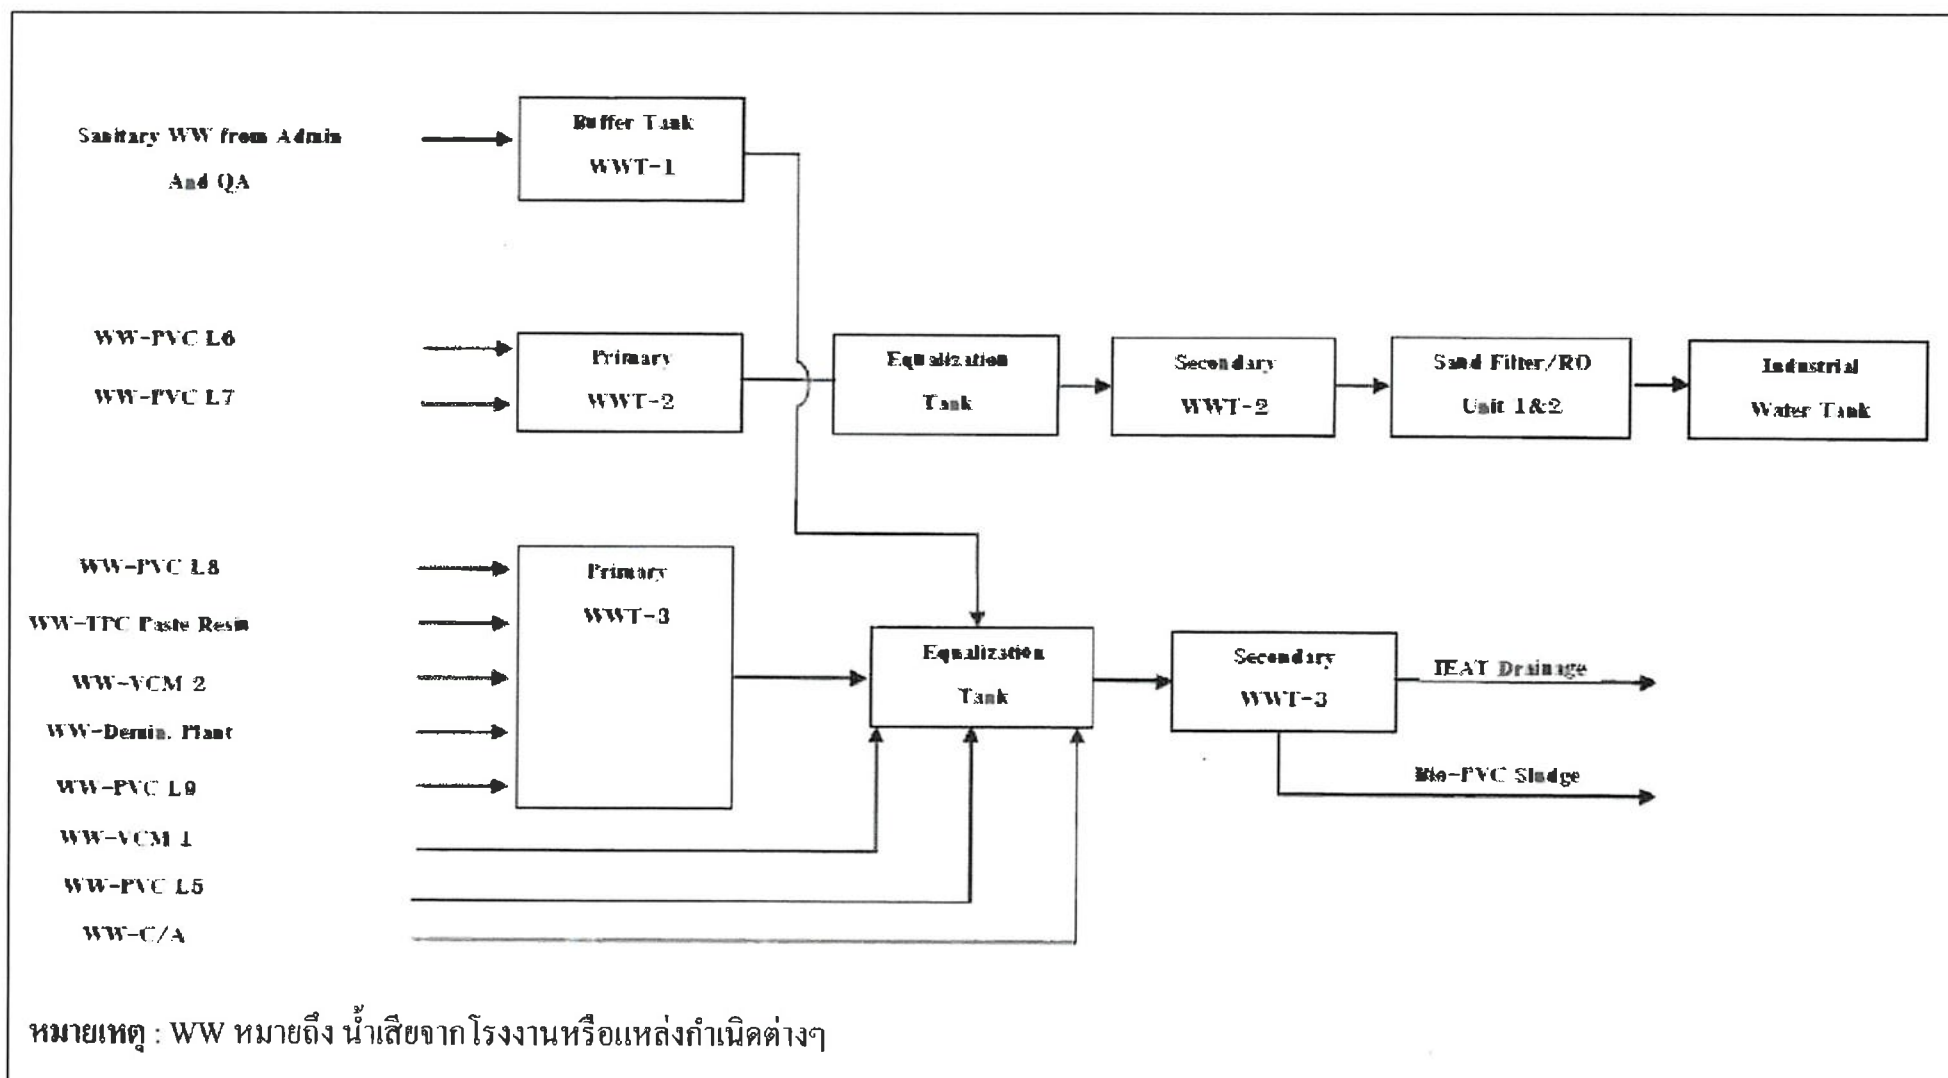 Sanitary WW from Admin
And QA
Buffer Tank
WWT-1
WW-PVC L6
WW-PVC L7
Primary
WWT-2
Equalization
Tank
Secondary
WWT-2
Sand Filter/RO
Unit 1&2
Industrial
Water Tank
WW-PVC L8
WW-TPC Paste Resin
WW-VCM 2
WW-Demin. Plant
WW-PVC L9
WW-VCM 1
WW-PVC L5
WW-C/A
Primary
WWT-3
Equalization
Tank
Secondary
WWT-3
IEAT Drainage
Bio-PVC Sludge
หมายเหตุ : WW หมายถึง น้ำเสียจากโรงงานหรือแหล่งกำเนิดต่างๆ